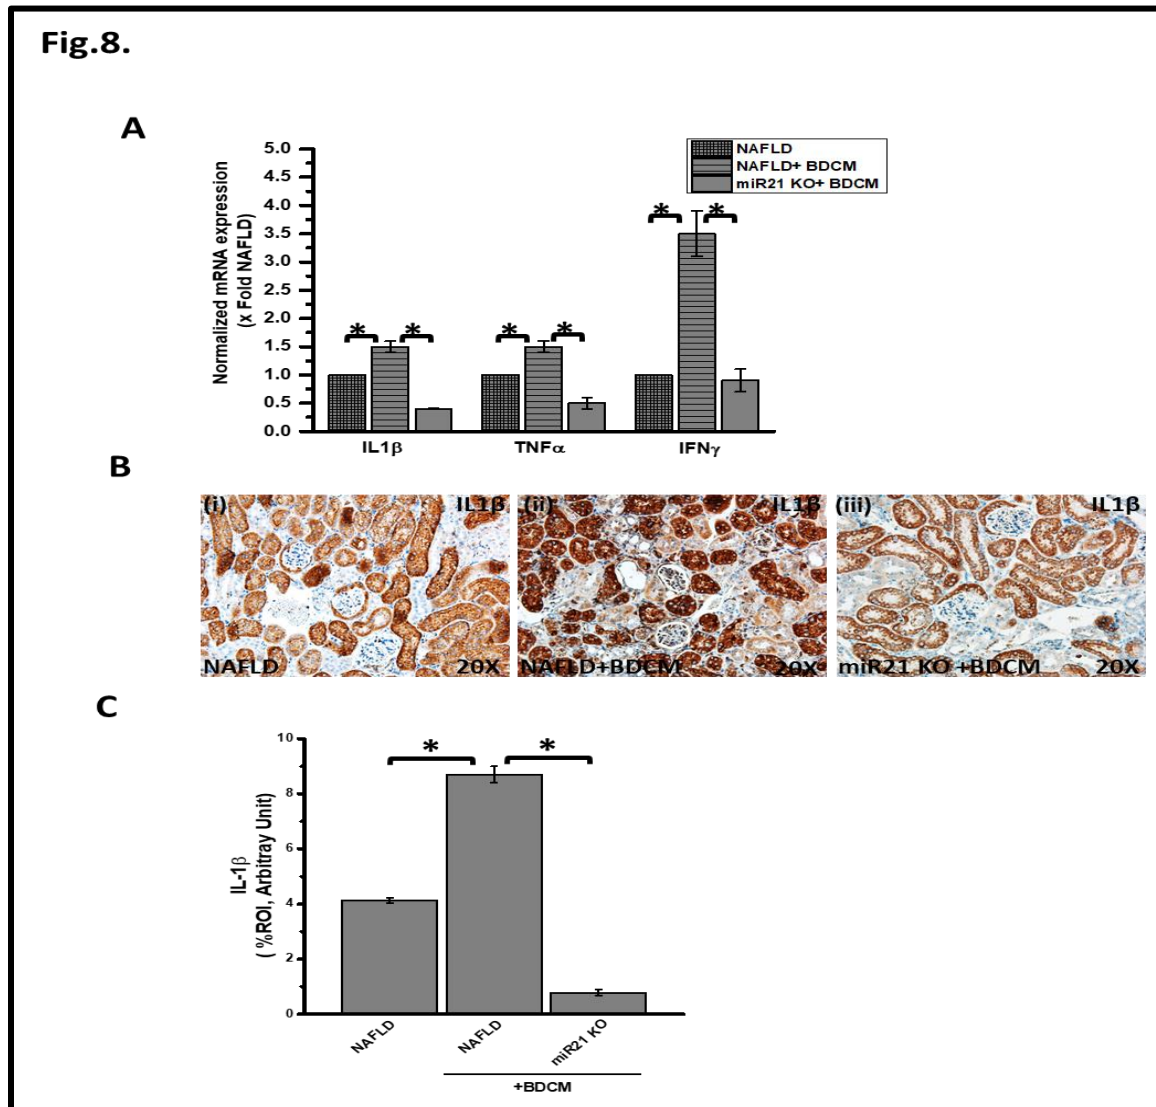 Fig.8.
A
Normalized mRNA expression
(x Fold NAFLD)
5.0
4.5
4.0
3.5
3.0
2.5
2.0
1.5
1.0
0.5
0.0
NAFLD
NAFLD+ BDCM
miR21 KO+ BDCM
* *
* *
* *
IL1β
TNFα
IFNγ
B
(i)
IL1β
NAFLD
20X
(ii)
IL1β
NAFLD+BDCM
20X
(iii)
IL1β
miR21 KO +BDCM
20X
C
IL-1β
( %ROI, Arbitray Unit)
10
8
6
4
2
0
* *
NAFLD
NAFLD
miR21 KO
+BDCM